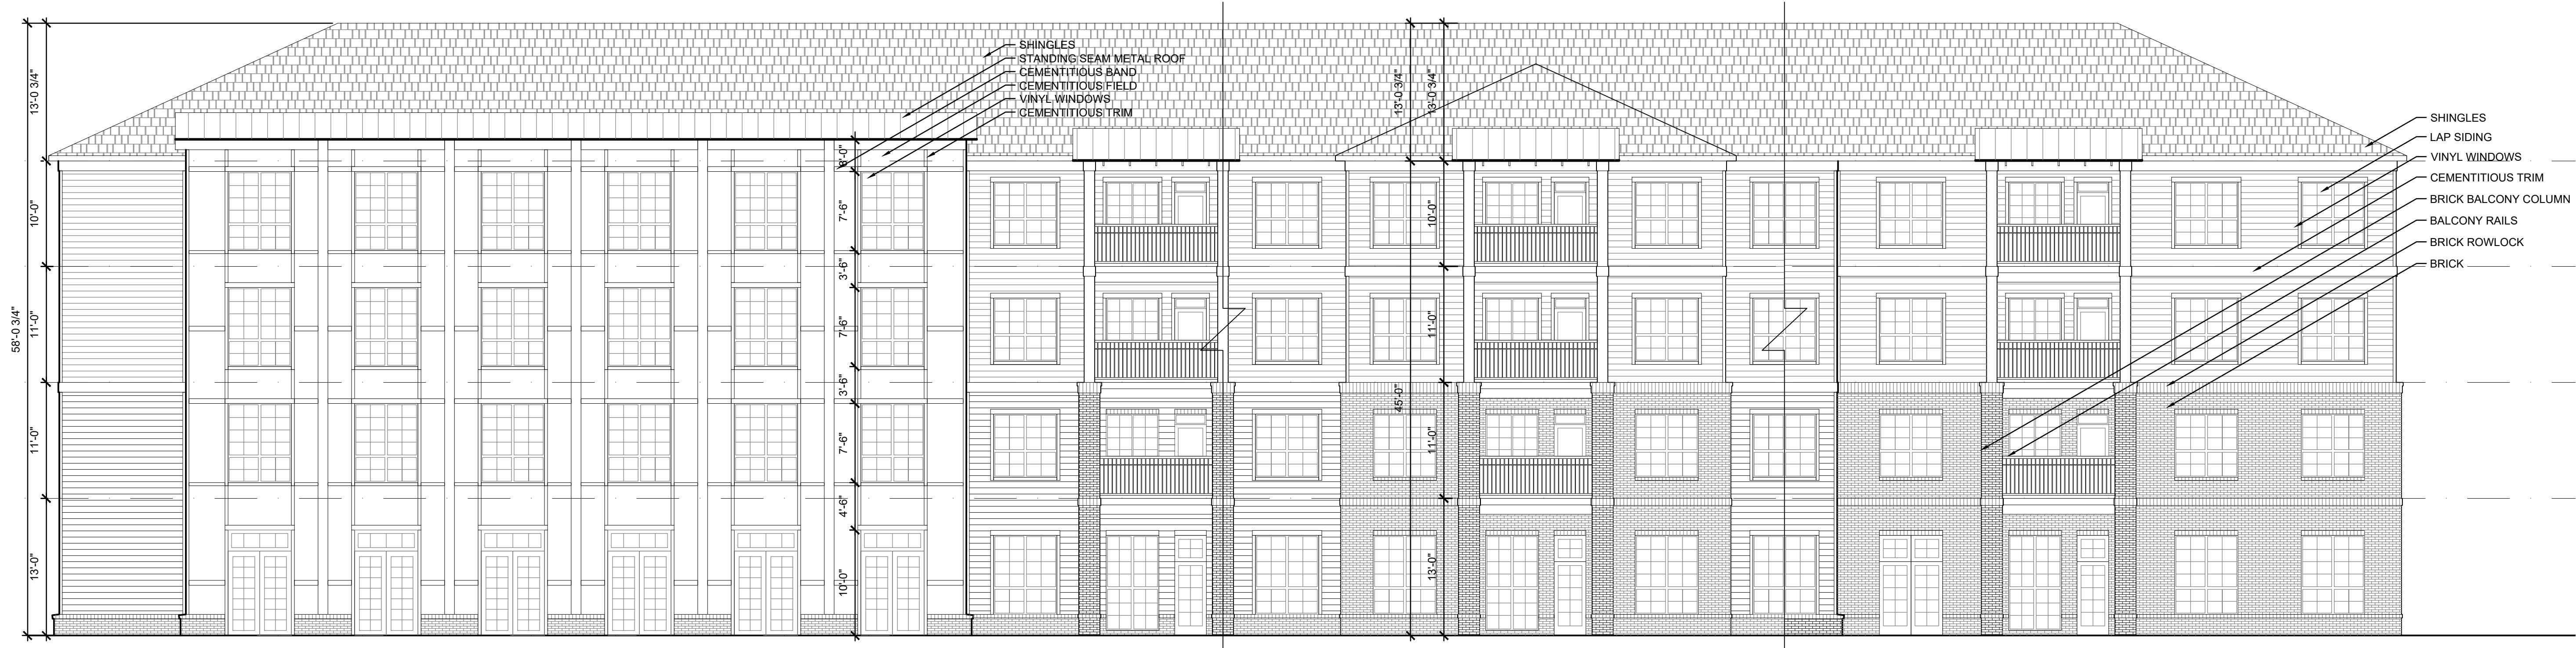 SHINGLES
STANDING SEAM METAL ROOF
CEMENTITIOUS BAND
CEMENTITIOUS FIELD
VINYL WINDOWS
CEMENTITIOUS TRIM
58'-0 3/4"
13'-0 3/4"
10'-0"
11'-0"
11'-0"
13'-0"
7'-6"
3'-6"
7'-6"
3'-6"
7'-6"
4'-6"
10'-0"
13'-0 3/4"
45'-0"
13'-0 3/4"
10'-0"
11'-0"
11'-0"
13'-0"
SHINGLES
LAP SIDING
VINYL WINDOWS
CEMENTITIOUS TRIM
BRICK BALCONY COLUMN
BALCONY RAILS
BRICK ROWLOCK
BRICK